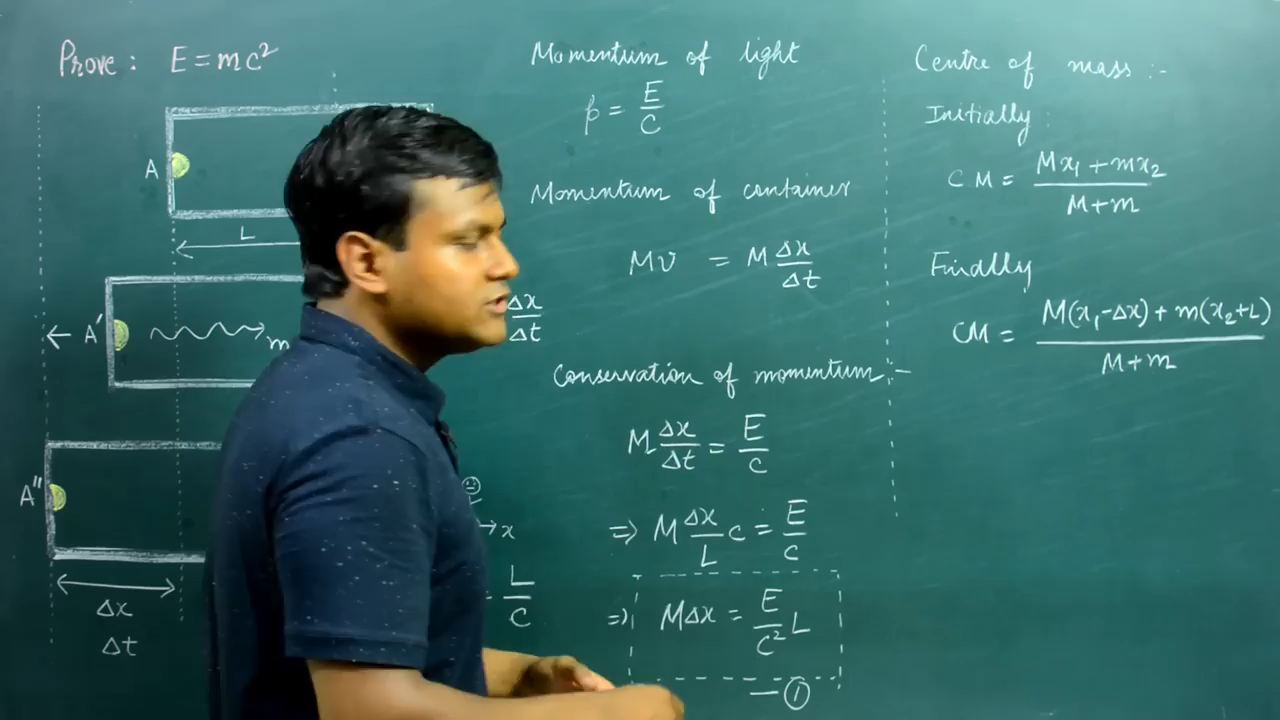 Prove : E = mc²
A
L
← A' m
Δx/Δt
A"
→x
Δx
Δt
L/c
Momentum of light
p = E/c
Momentum of container
Mv = M Δx/Δt
Conservation of momentum :-
M Δx/Δt = E/c
=> M Δx/L c = E/c
=> MΔx = E/c² L
— ①
Centre of mass :-
Initially :
CM = (Mx₁ + mx₂)/(M+m)
Finally
CM = (M(x₁-Δx) + m(x₂+L))/(M+m)